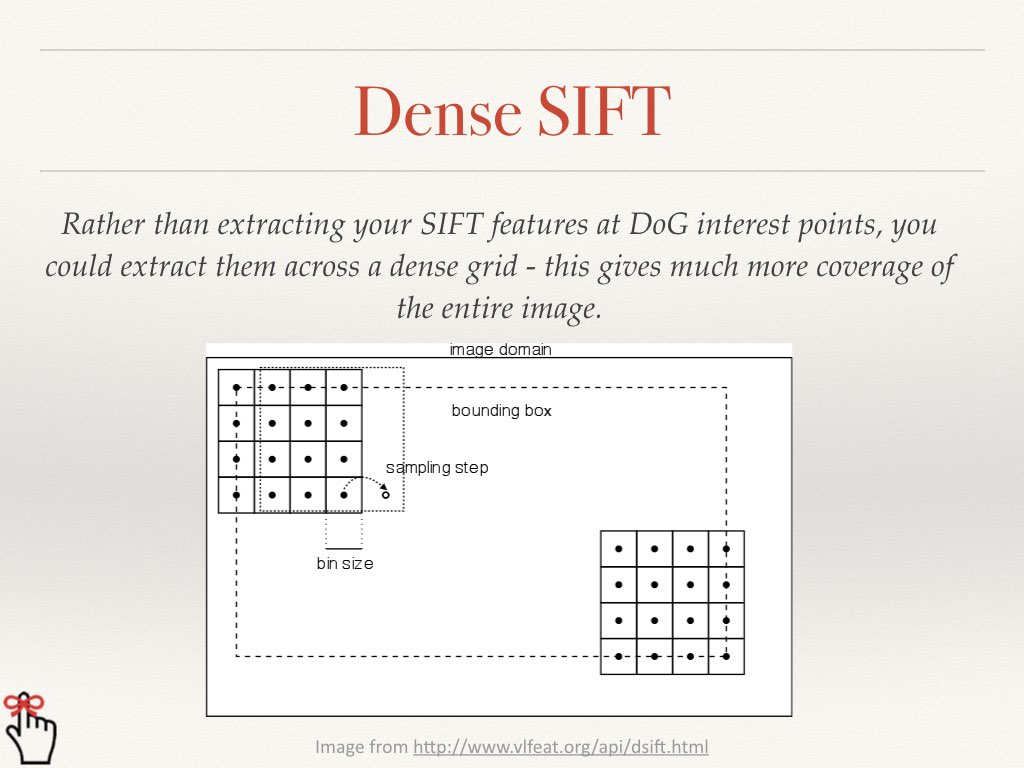 Dense SIFT
Rather than extracting your SIFT features at DoG interest points, you
could extract them across a dense grid - this gives much more coverage of
the entire image.
image domain
bounding box
sampling step
bin size
Image from http://www.vlfeat.org/api/dsift.html